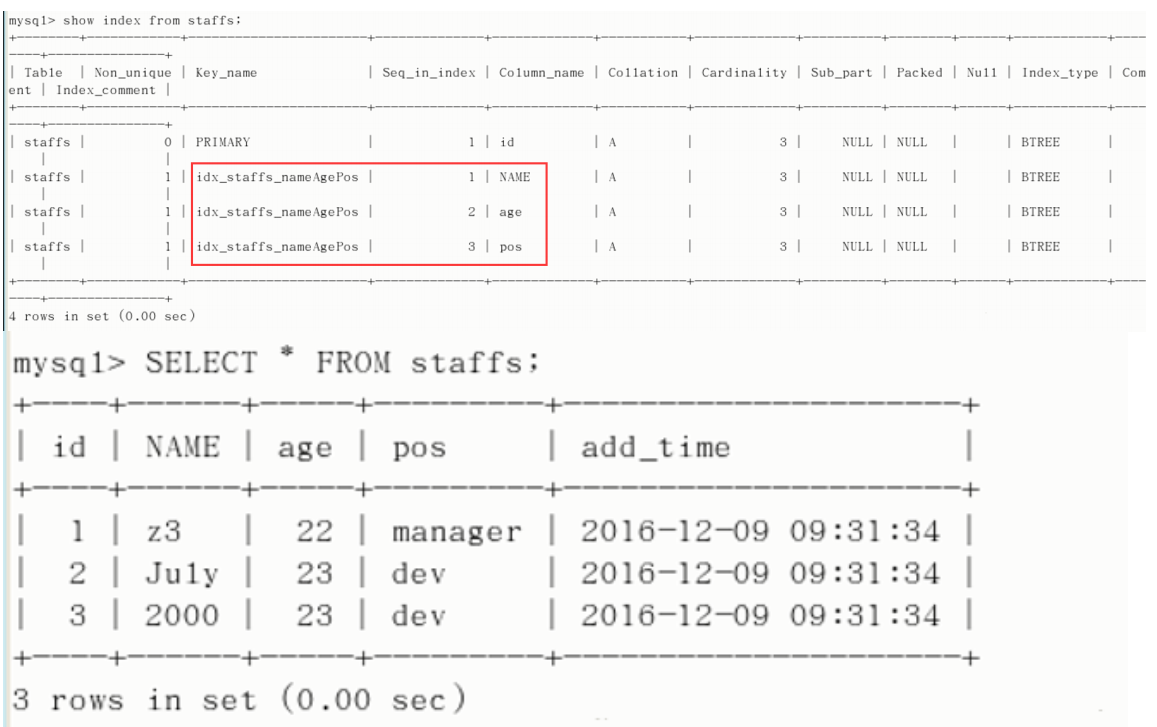 mysql> show index from staffs;
+--------+------------+-----------------------+--------------+-------------+-----------+-------------+----------+--------+------+------------+----
----+---------------+
| Table | Non_unique | Key_name | Seq_in_index | Column_name | Collation | Cardinality | Sub_part | Packed | Null | Index_type | Com
ent | Index_comment |
+--------+------------+-----------------------+--------------+-------------+-----------+-------------+----------+--------+------+------------+----
----+---------------+
| staffs | 0 | PRIMARY | 1 | id | A | 3 | NULL | NULL | | BTREE |
| |
| staffs | 1 | idx_staffs_nameAgePos | 1 | NAME | A | 3 | NULL | NULL | | BTREE |
| |
| staffs | 1 | idx_staffs_nameAgePos | 2 | age | A | 3 | NULL | NULL | | BTREE |
| |
| staffs | 1 | idx_staffs_nameAgePos | 3 | pos | A | 3 | NULL | NULL | | BTREE |
| |
+--------+------------+-----------------------+--------------+-------------+-----------+-------------+----------+--------+------+------------+----
----+---------------+
4 rows in set (0.00 sec)
mysql> SELECT * FROM staffs;
+----+------+-----+---------+---------------------+
| id | NAME | age | pos | add_time |
+----+------+-----+---------+---------------------+
| 1 | z3 | 22 | manager | 2016-12-09 09:31:34 |
| 2 | July | 23 | dev | 2016-12-09 09:31:34 |
| 3 | 2000 | 23 | dev | 2016-12-09 09:31:34 |
+----+------+-----+---------+---------------------+
3 rows in set (0.00 sec)